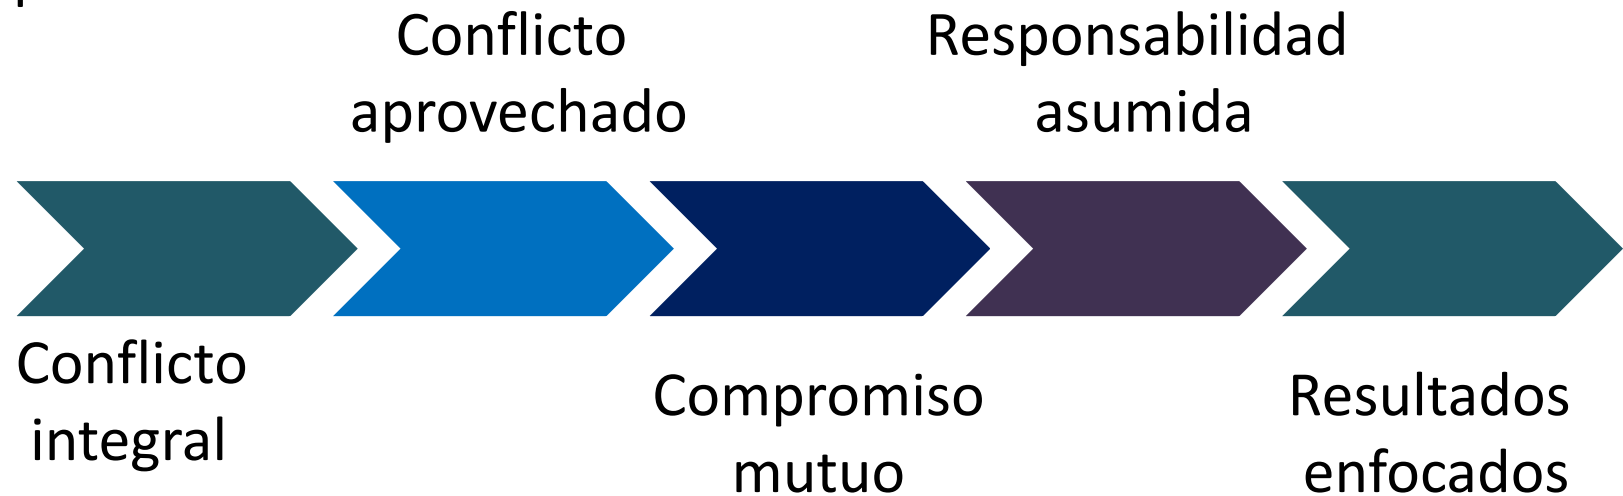 Conflicto
aprovechado
Responsabilidad
asumida
Conflicto
integral
Compromiso
mutuo
Resultados
enfocados